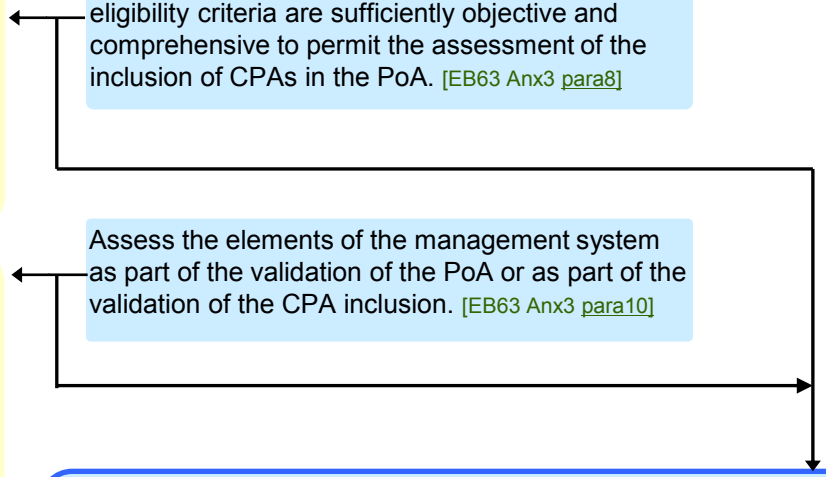 eligibility criteria are sufficiently objective and
comprehensive to permit the assessment of the
inclusion of CPAs in the PoA. [EB63 Anx3 para8]
Assess the elements of the management system
as part of the validation of the PoA or as part of the
validation of the CPA inclusion. [EB63 Anx3 para10]